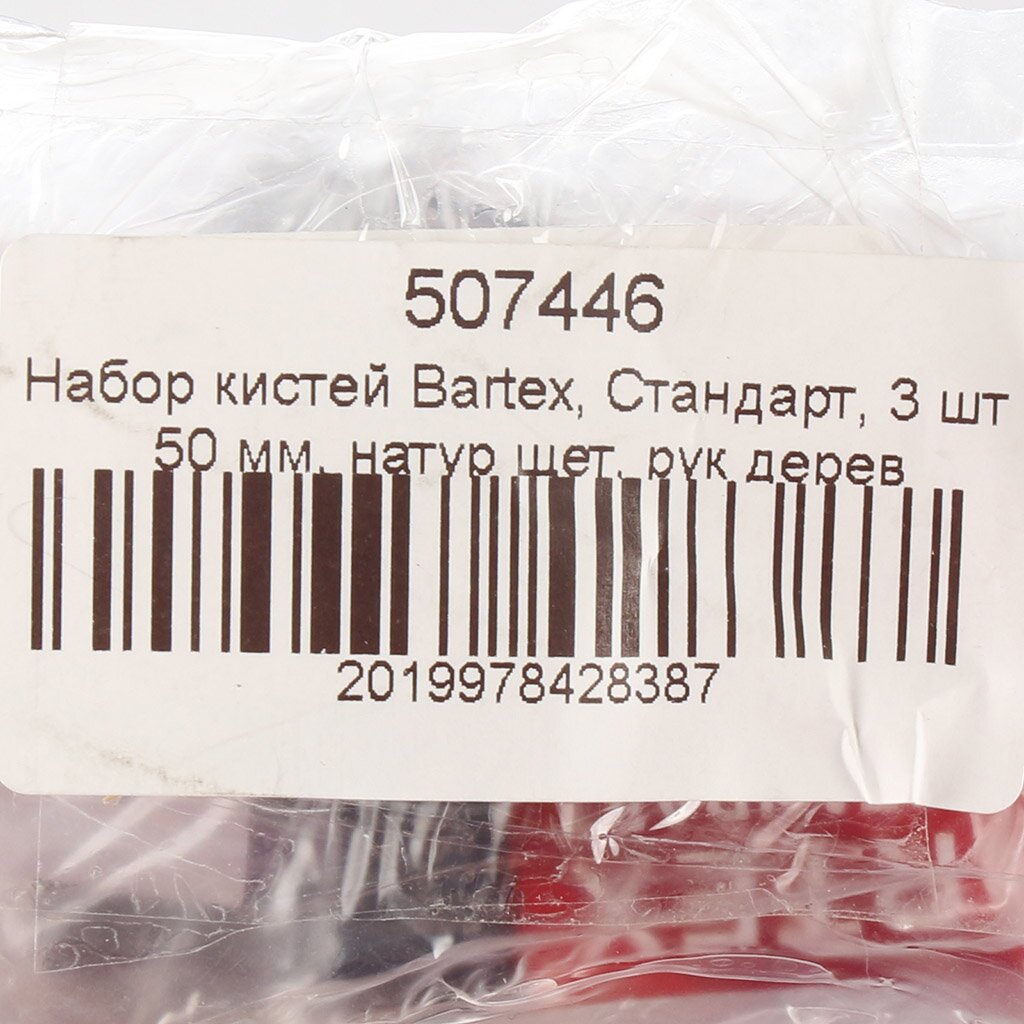 507446
Набор кистей Bartex, Стандарт, 3 шт
50 мм, натур щет, рук дерев
2019978428387